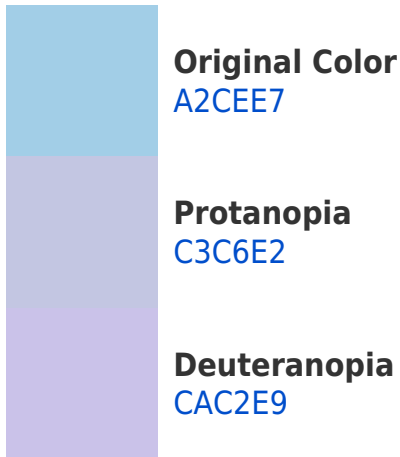 Original Color
A2CEE7
Protanopia
C3C6E2
Deuteranopia
CAC2E9